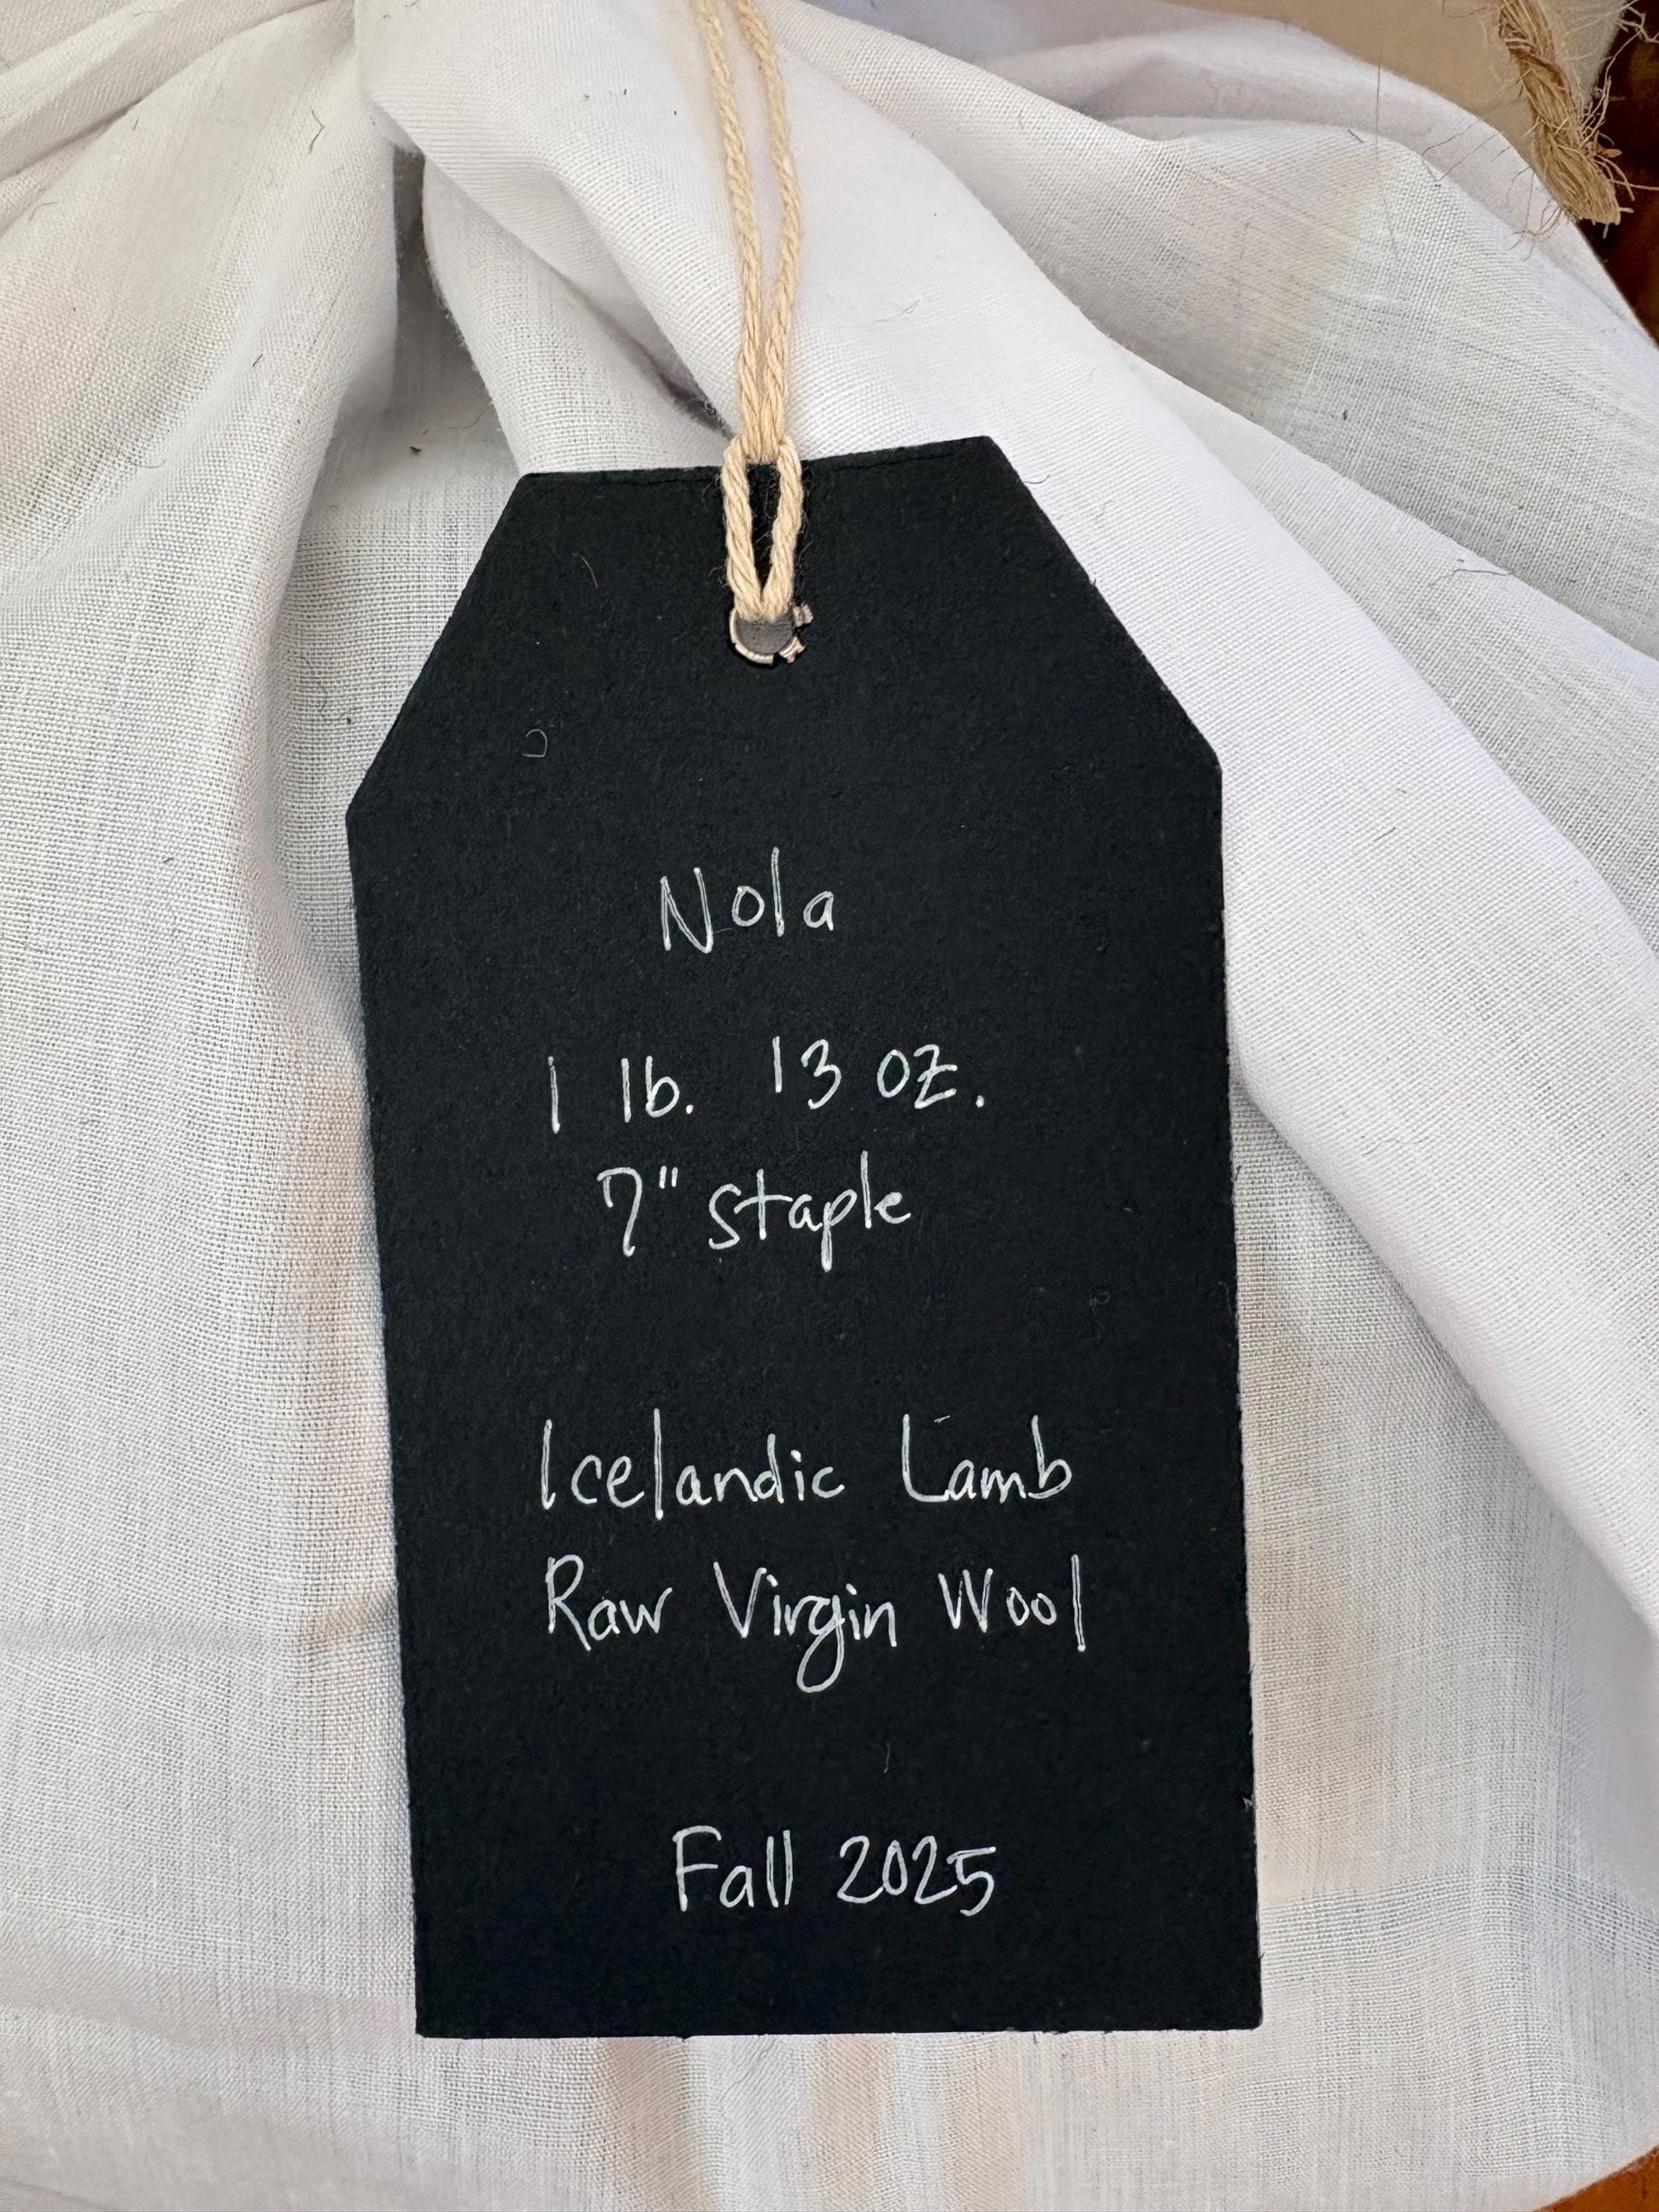 Nola
1 lb. 13 oz.
7" staple
Icelandic Lamb
Raw Virgin Wool
Fall 2025